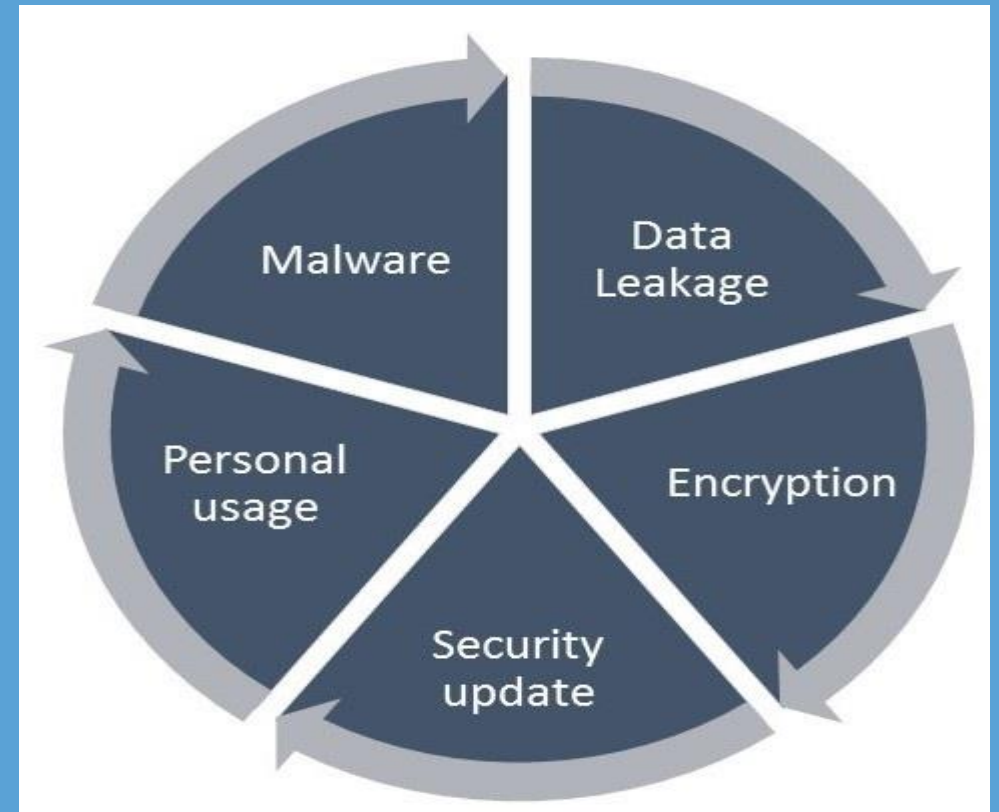 Malware
Data
Leakage
Encryption
Security
update
Personal
usage